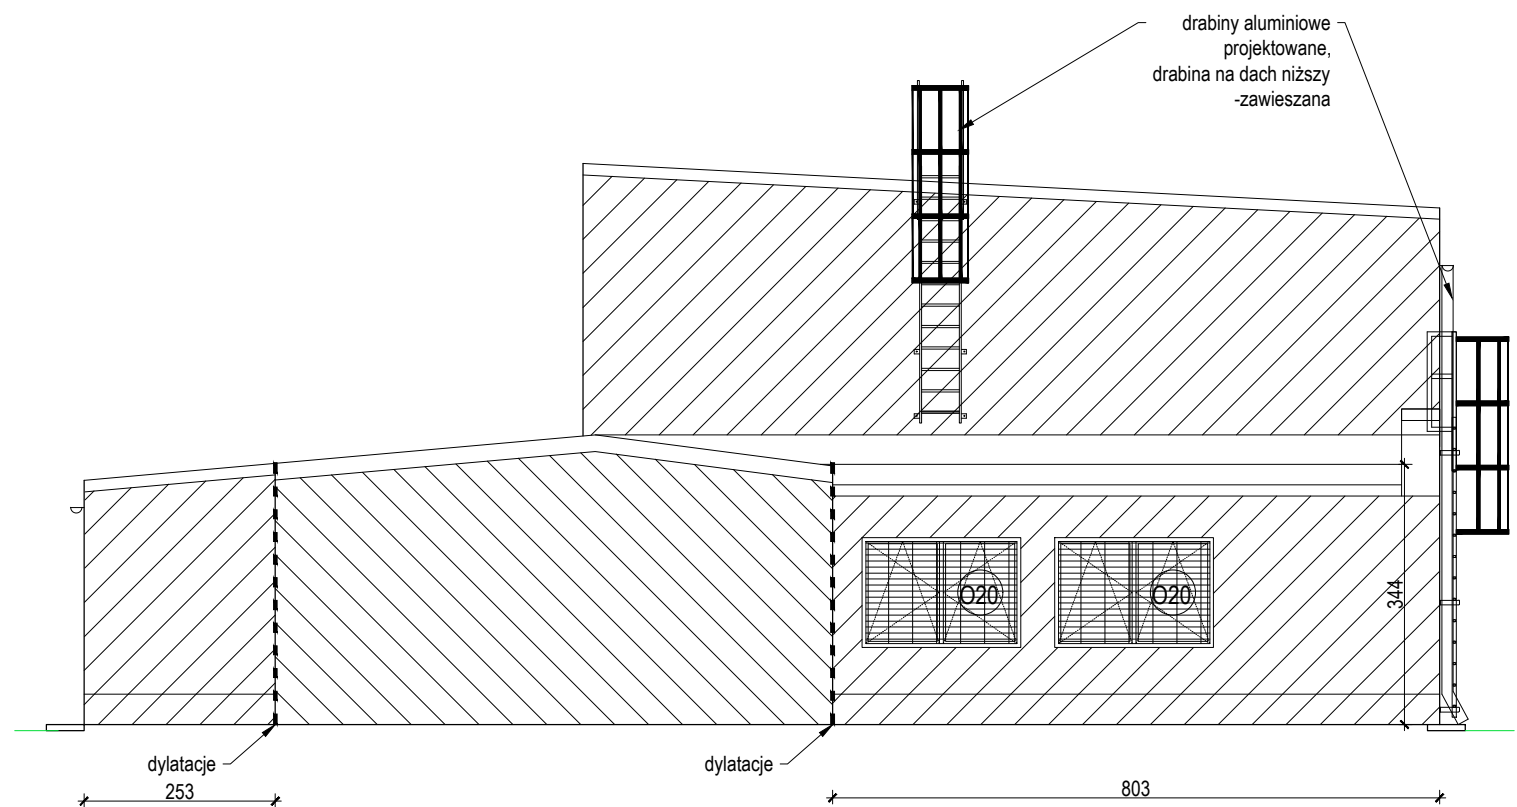 drabiny aluminiowe
projektowane,
drabina na dach niższy
-zawieszana
O20
O20
344
dylatacje
dylatacje
253
803